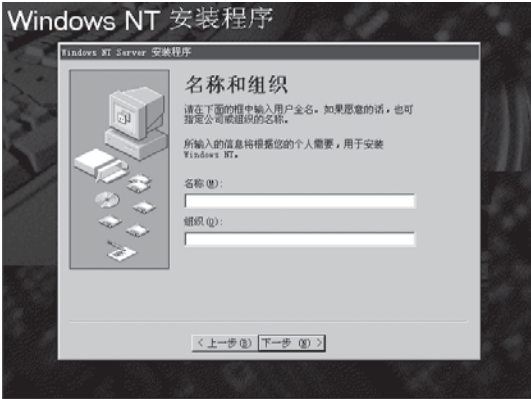 Windows NT 安装程序
Windows NT Server 安装程序
名称和组织
请在下面的框中输入用户全名。如果愿意的话，也可
指定公司或组织的名称。
所输入的信息将根据您的个人需要，用于安装
Windows NT。
名称(M):
组织(O):
< 上一步(B)
下一步 (N) >